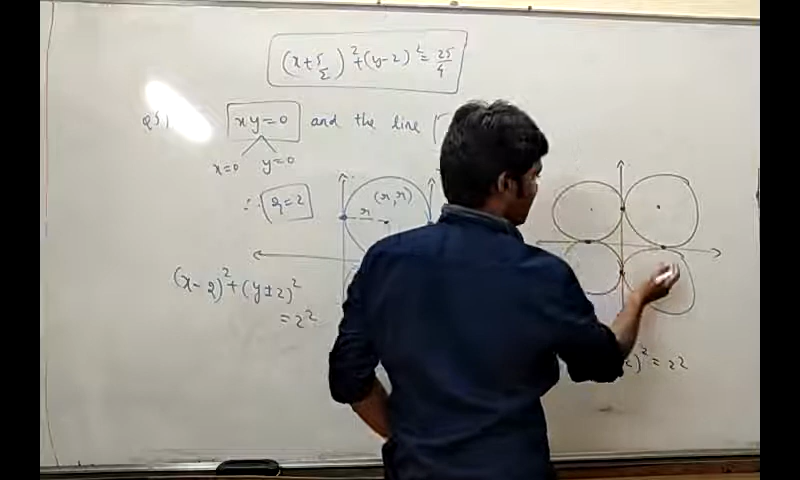 (x+5/2)²+(y-2)²=25/4
Q5.) xy=0 and the line
x=0 y=0
∴ r=2
r (r,r)
(x-2)²+(y±2)²
=2²
)²=2²